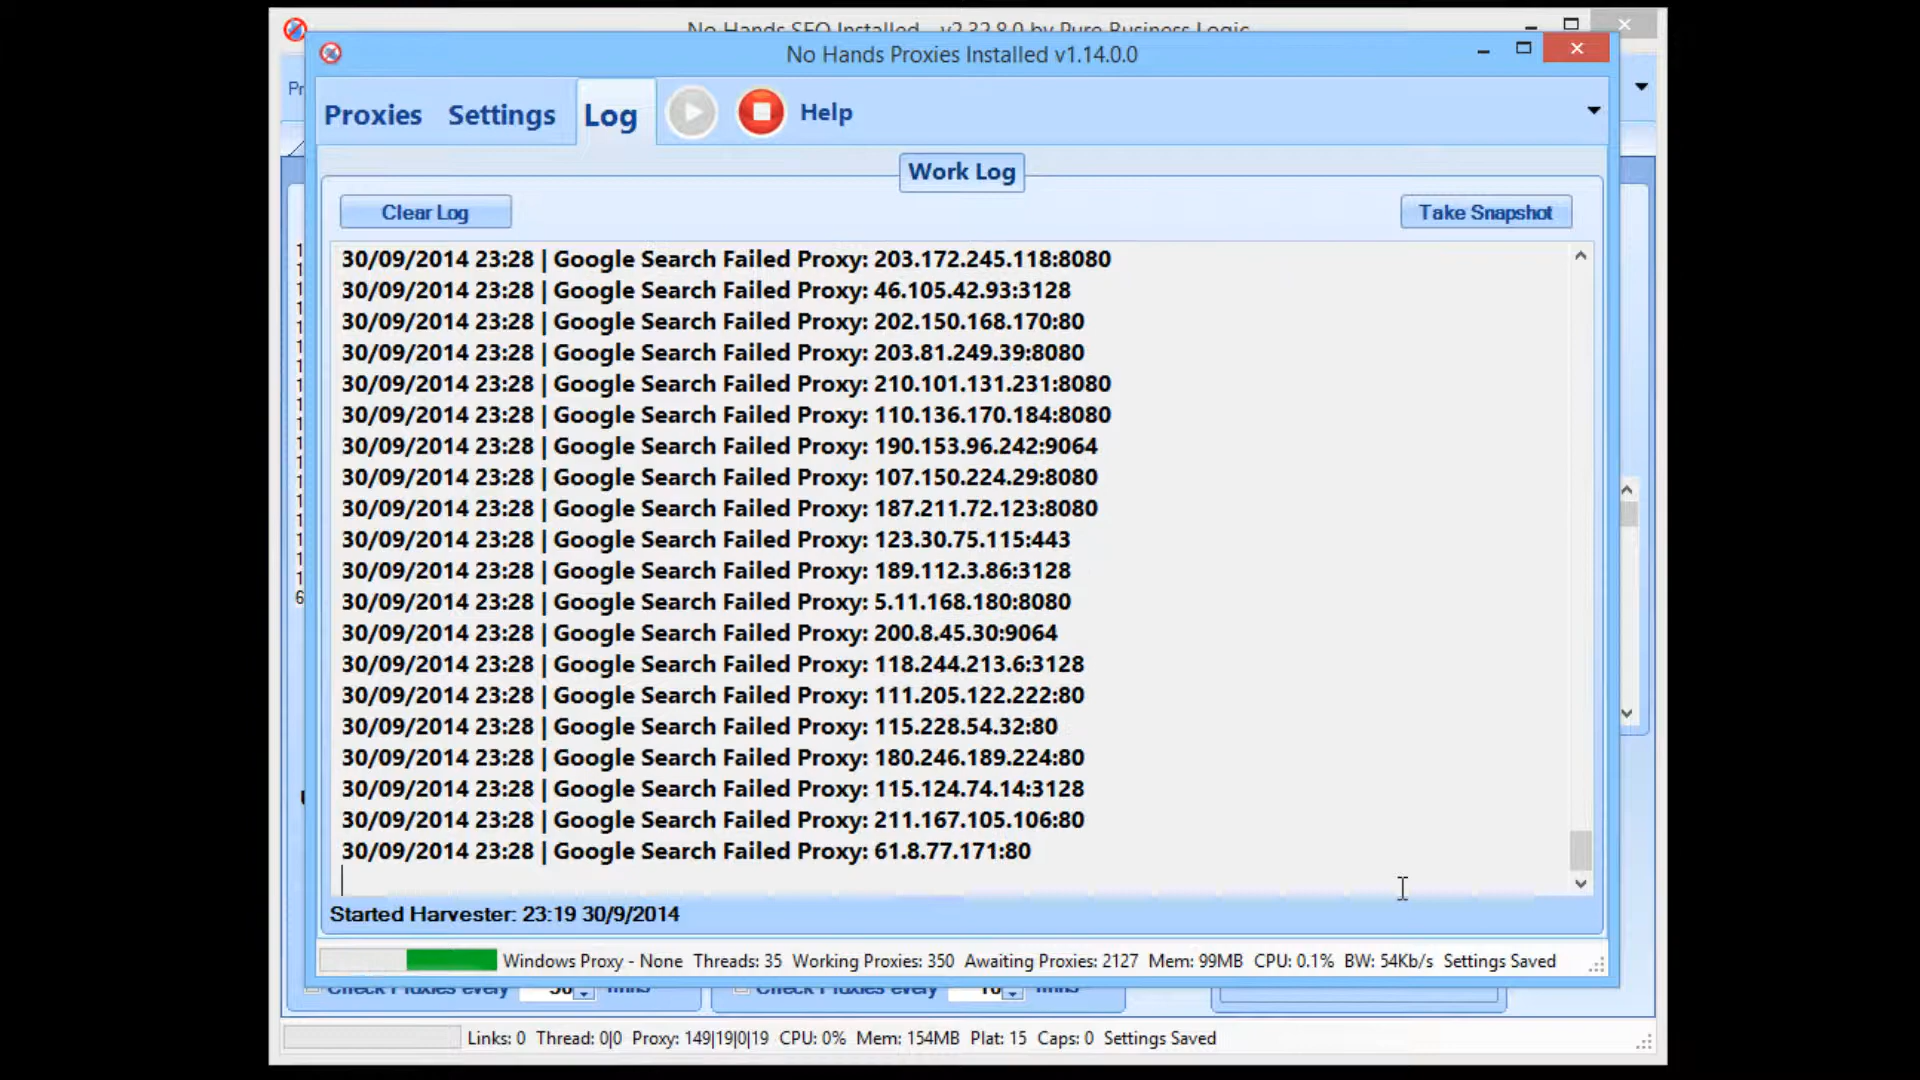 No Hands SEO Installed - v2.32.8.0 by Pure Business Logic
No Hands Proxies Installed v1.14.0.0
Proxies Settings Log Help
Work Log
Clear Log Take Snapshot
30/09/2014 23:28 | Google Search Failed Proxy: 203.172.245.118:8080
30/09/2014 23:28 | Google Search Failed Proxy: 46.105.42.93:3128
30/09/2014 23:28 | Google Search Failed Proxy: 202.150.168.170:80
30/09/2014 23:28 | Google Search Failed Proxy: 203.81.249.39:8080
30/09/2014 23:28 | Google Search Failed Proxy: 210.101.131.231:8080
30/09/2014 23:28 | Google Search Failed Proxy: 110.136.170.184:8080
30/09/2014 23:28 | Google Search Failed Proxy: 190.153.96.242:9064
30/09/2014 23:28 | Google Search Failed Proxy: 107.150.224.29:8080
30/09/2014 23:28 | Google Search Failed Proxy: 187.211.72.123:8080
30/09/2014 23:28 | Google Search Failed Proxy: 123.30.75.115:443
30/09/2014 23:28 | Google Search Failed Proxy: 189.112.3.86:3128
30/09/2014 23:28 | Google Search Failed Proxy: 5.11.168.180:8080
30/09/2014 23:28 | Google Search Failed Proxy: 200.8.45.30:9064
30/09/2014 23:28 | Google Search Failed Proxy: 118.244.213.6:3128
30/09/2014 23:28 | Google Search Failed Proxy: 111.205.122.222:80
30/09/2014 23:28 | Google Search Failed Proxy: 115.228.54.32:80
30/09/2014 23:28 | Google Search Failed Proxy: 180.246.189.224:80
30/09/2014 23:28 | Google Search Failed Proxy: 115.124.74.14:3128
30/09/2014 23:28 | Google Search Failed Proxy: 211.167.105.106:80
30/09/2014 23:28 | Google Search Failed Proxy: 61.8.77.171:80
Started Harvester: 23:19 30/9/2014
Windows Proxy - None Threads: 35 Working Proxies: 350 Awaiting Proxies: 2127 Mem: 99MB CPU: 0.1% BW: 54Kb/s Settings Saved
Check Proxies every mins Check Proxies every mins
Links: 0 Thread: 0|0 Proxy: 149|19|0|19 CPU: 0% Mem: 154MB Plat: 15 Caps: 0 Settings Saved